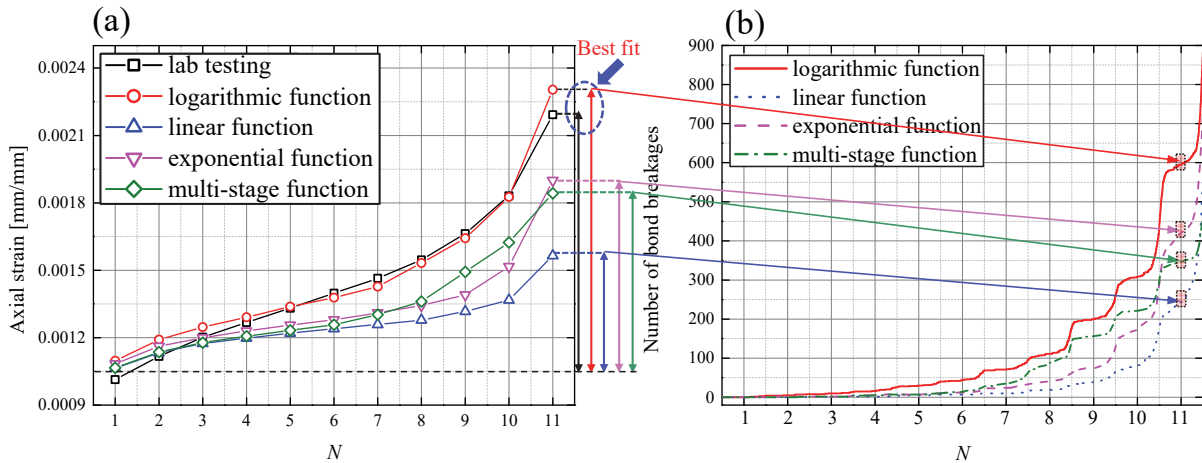 (a)
Axial strain [mm/mm]
0.0024
0.0021
0.0018
0.0015
0.0012
0.0009
lab testing
logarithmic function
linear function
exponential function
multi-stage function
1 2 3 4 5 6 7 8 9 10 11
N
Best fit
(b)
Number of bond breakages
900
800
700
600
500
400
300
200
100
0
logarithmic function
linear function
exponential function
multi-stage function
1 2 3 4 5 6 7 8 9 10 11
N